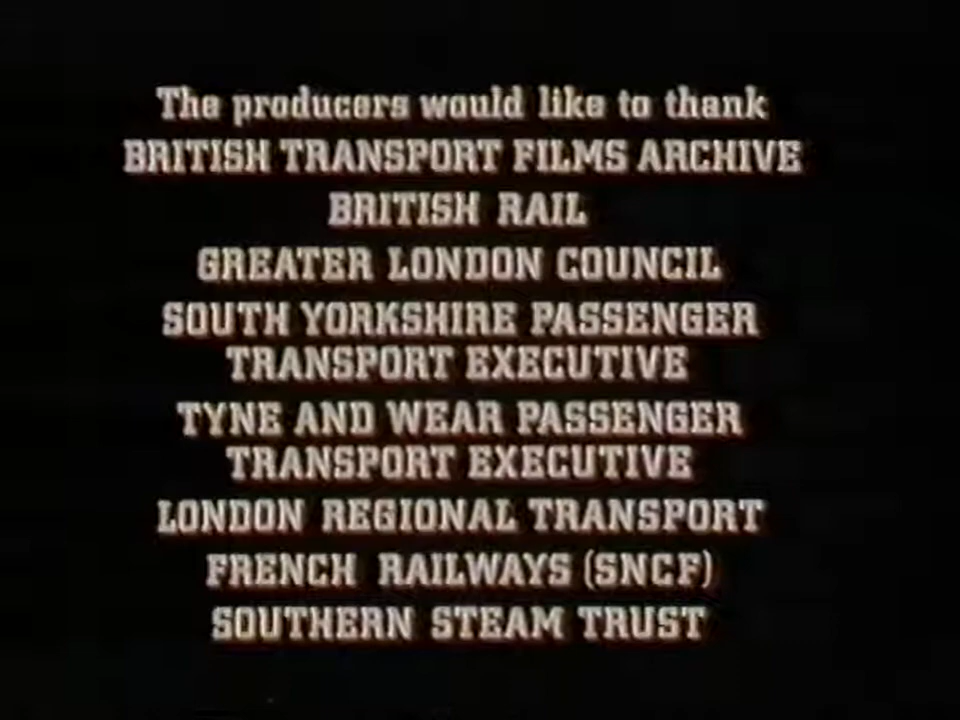 The producers would like to thank
BRITISH TRANSPORT FILMS ARCHIVE
BRITISH RAIL
GREATER LONDON COUNCIL
SOUTH YORKSHIRE PASSENGER
TRANSPORT EXECUTIVE
TYNE AND WEAR PASSENGER
TRANSPORT EXECUTIVE
LONDON REGIONAL TRANSPORT
FRENCH RAILWAYS (SNCF)
SOUTHERN STEAM TRUST